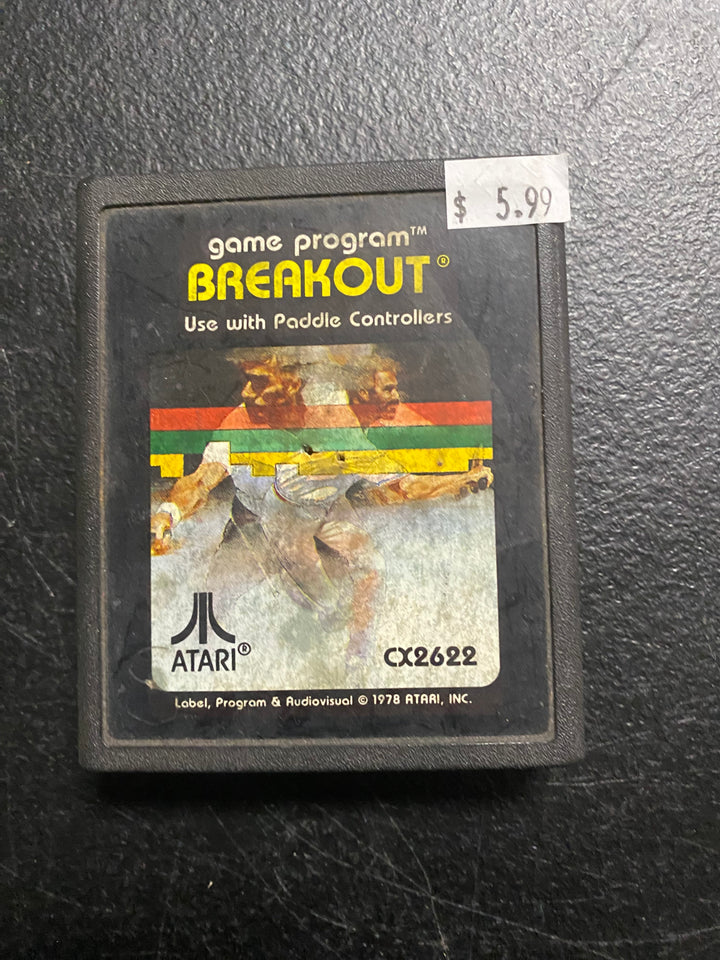 $ 5.99
game program™
BREAKOUT®
Use with Paddle Controllers
ATARI®
CX2622
Label, Program & Audiovisual © 1978 ATARI, INC.